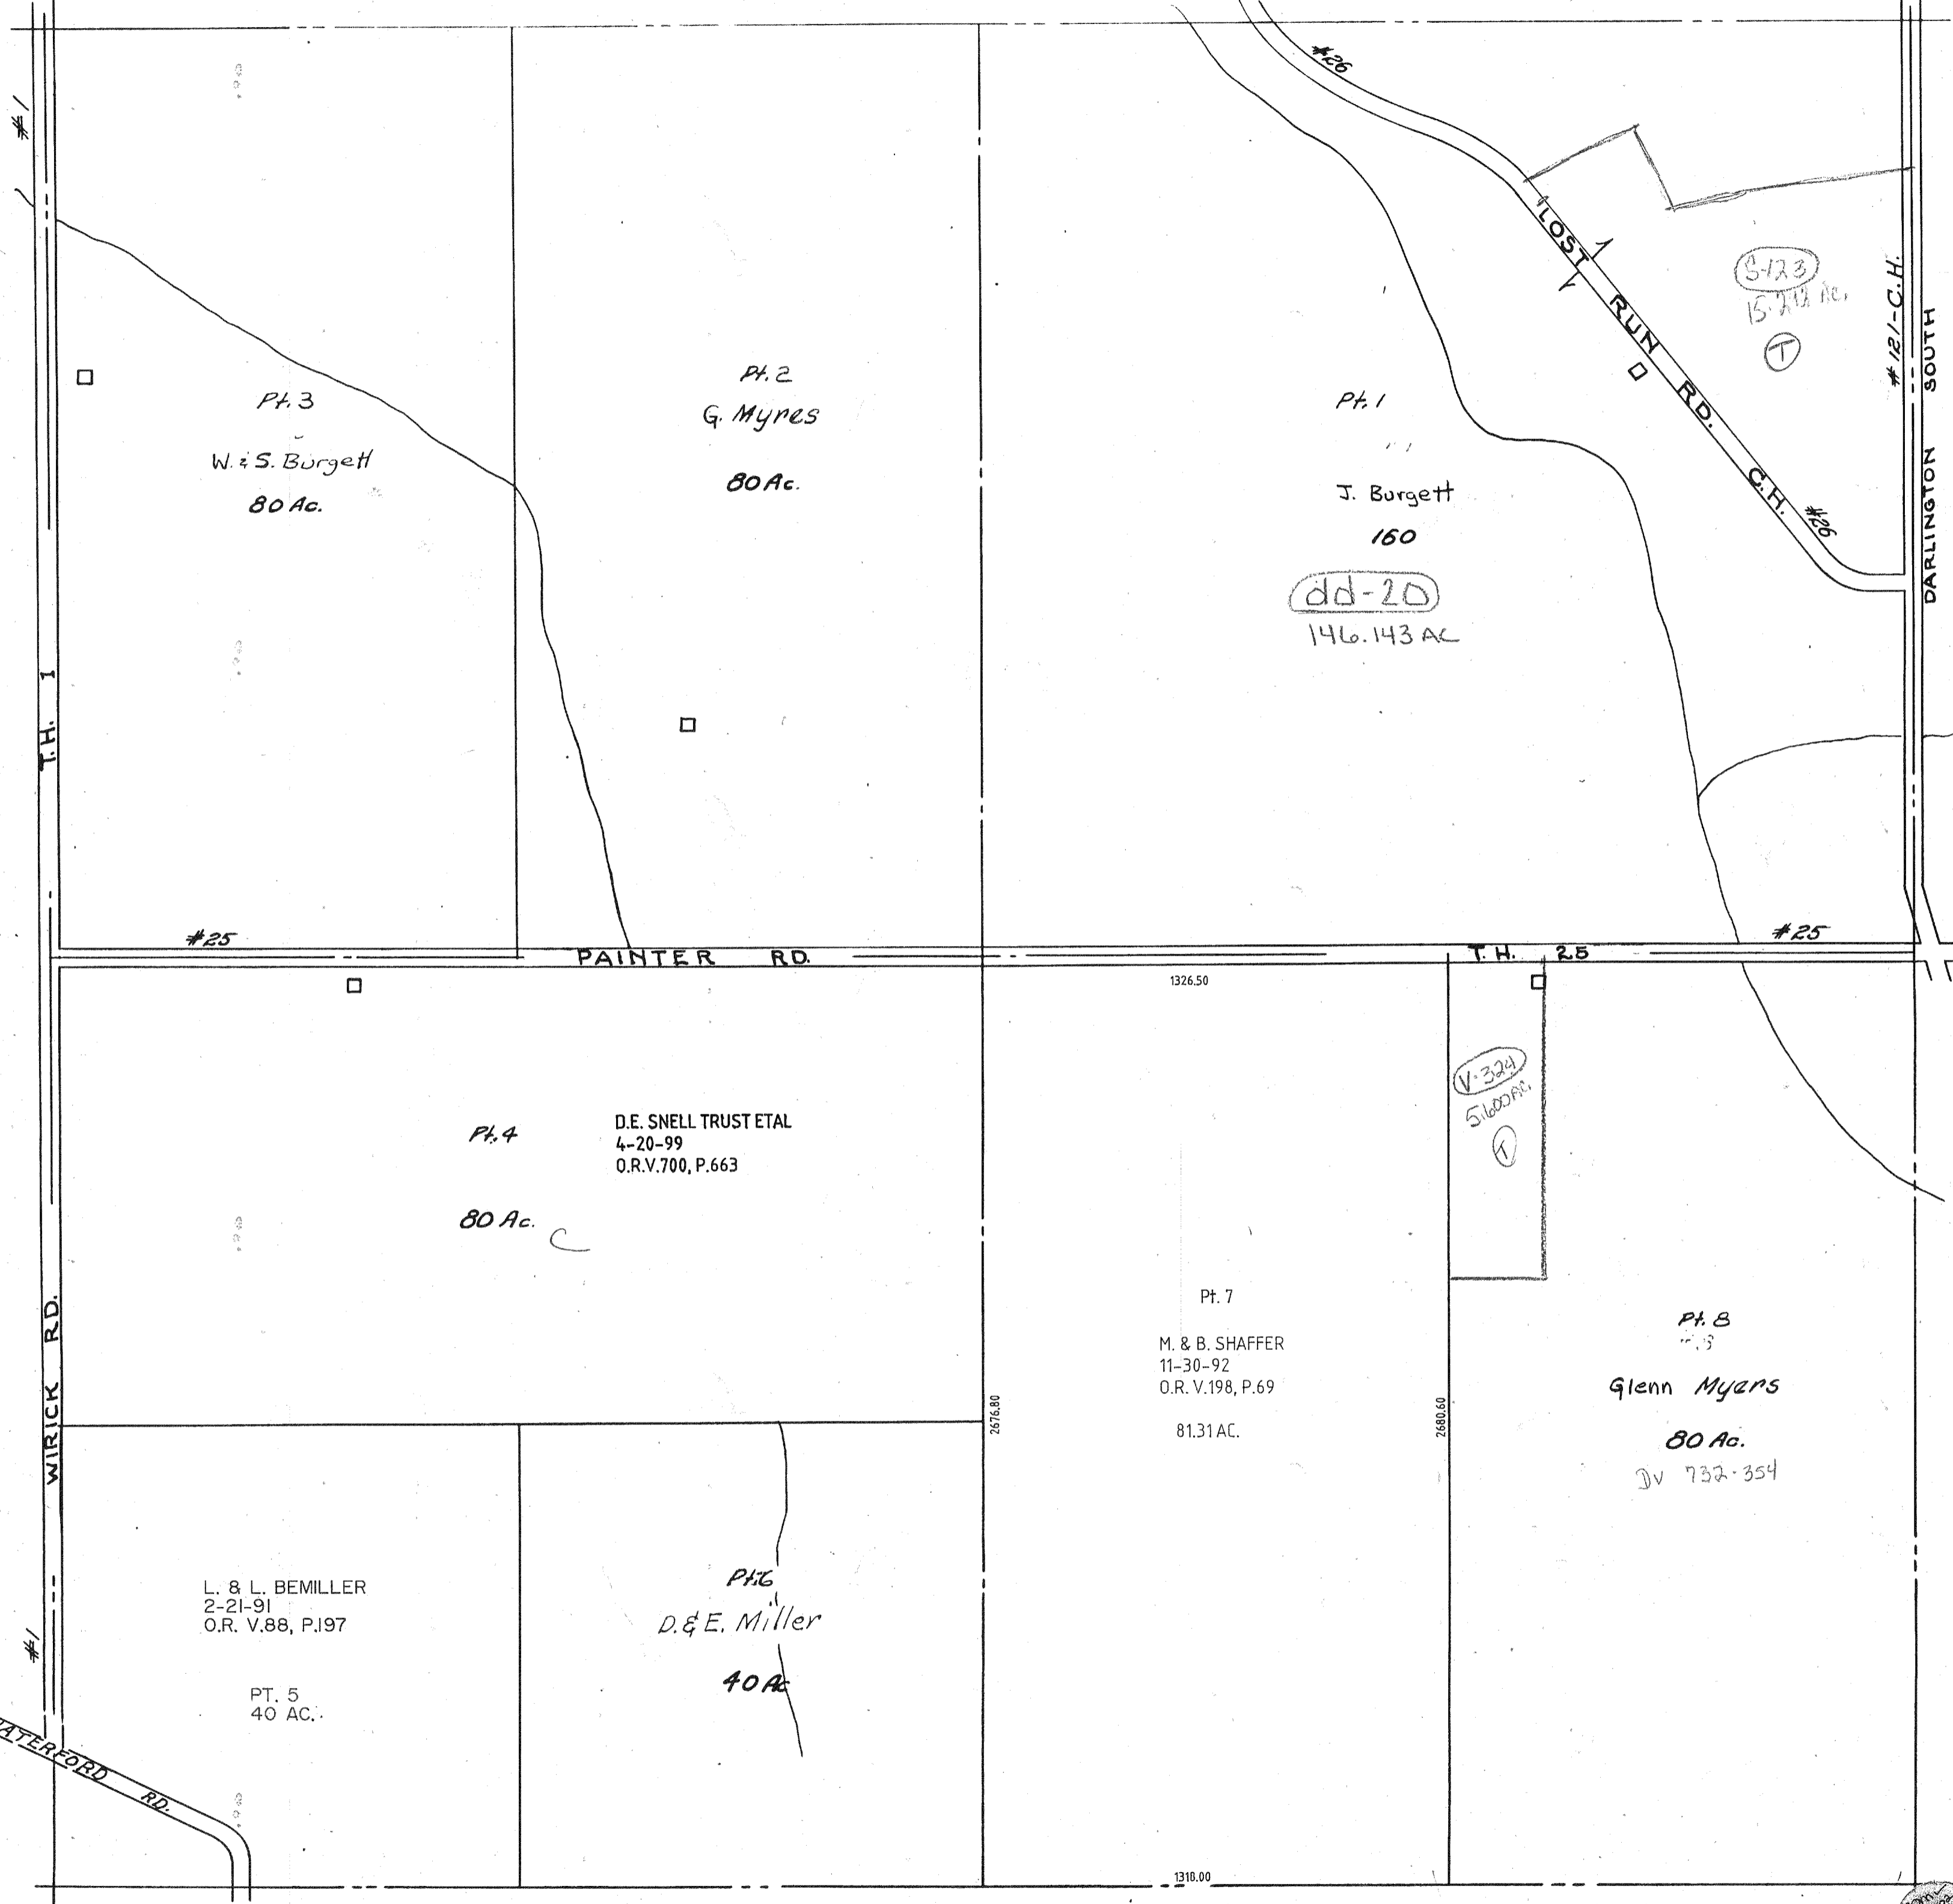 #26
#1
LOST RUN RD. C.H.
S-123
15.212 Ac.
T
#121-C.H.
DARLINGTON SOUTH
Pt. 3
W. & S. Burgett
80 Ac.
Pt. 2
G. Myres
80 Ac.
Pt. 1
J. Burgett
160
dd-20
146.143 AC
#26
T.H. 1
#25
PAINTER RD.
T.H. 25
#25
1326.50
V-324
5.600 AC.
T
Pt. 4
D.E. SNELL TRUST ETAL
4-20-99
O.R.V.700, P.663
80 Ac.
WIRICK RD.
Pt. 7
M. & B. SHAFFER
11-30-92
O.R. V.198, P.69
81.31 AC.
2676.80
2680.60
Pt. 8
Glenn Myers
80 Ac.
DV 732-354
L. & L. BEMILLER
2-21-91
O.R. V.88, P.197
PT. 5
40 AC.
Pt. 6
D. & E. Miller
40 Ac
#1
WATERFORD RD.
1318.00